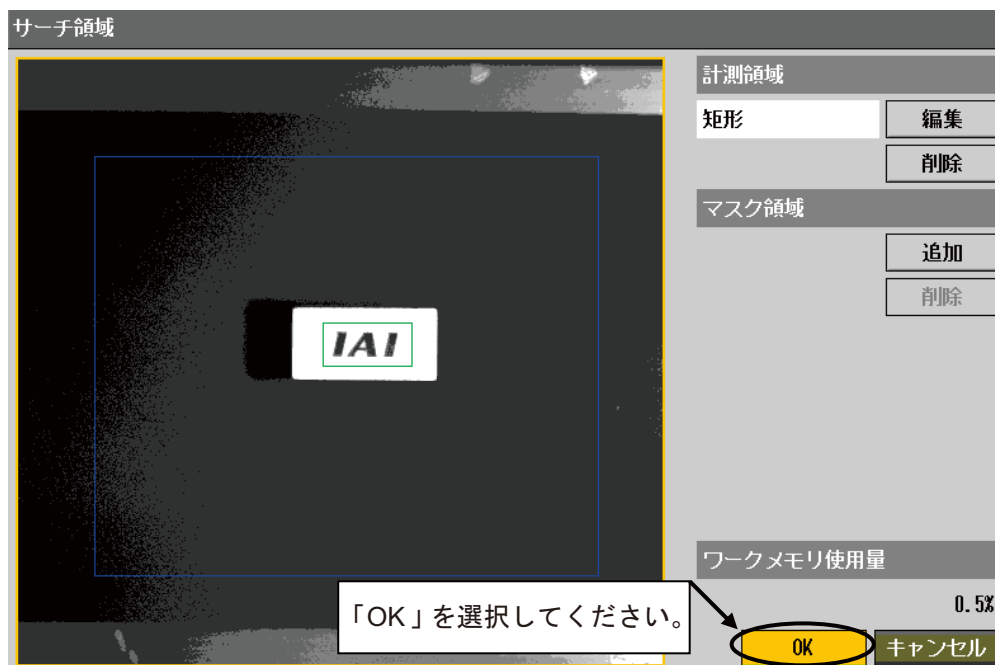 サーチ領域
計測領域
矩形
編集
削除
マスク領域
追加
削除
IAI
ワークメモリ使用量
0.5%
「OK」を選択してください。
OK
キャンセル